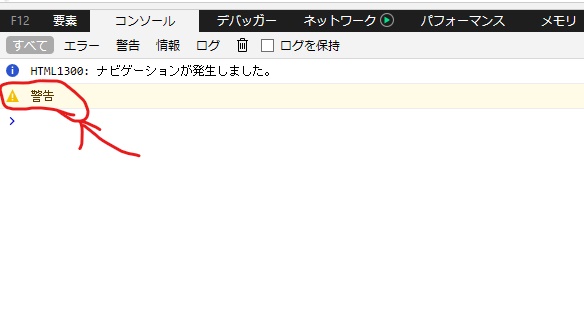 F12 要素 コンソール デバッガー ネットワーク パフォーマンス メモリ
すべて エラー 警告 情報 ログ ログを保持
HTML1300: ナビゲーションが発生しました。
警告